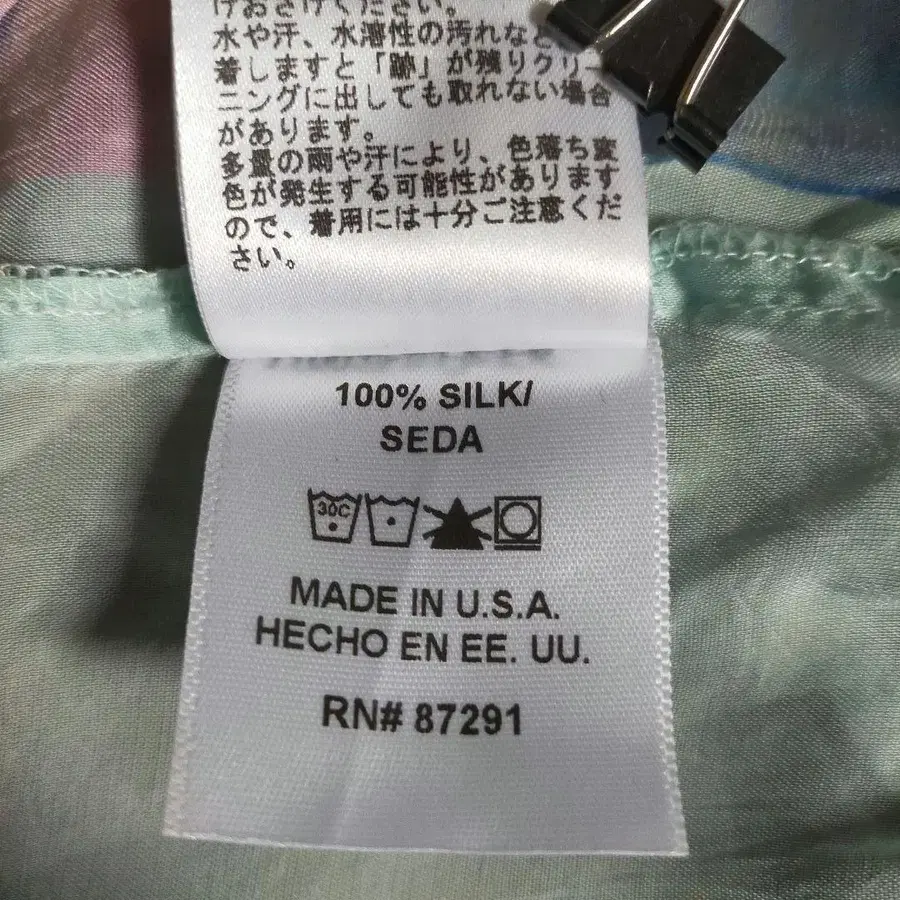 けおさけください。
水や汗、水溶性の汚れなど
着しますと「跡」が残りクリー
ニングに出しても取れない場合
があります。
多量の雨や汗により、色落ち変
色が発生する可能性があります
ので、着用には十分ご注意くだ
さい。
100% SILK/
SEDA
30C
MADE IN U.S.A.
HECHO EN EE. UU.
RN# 87291